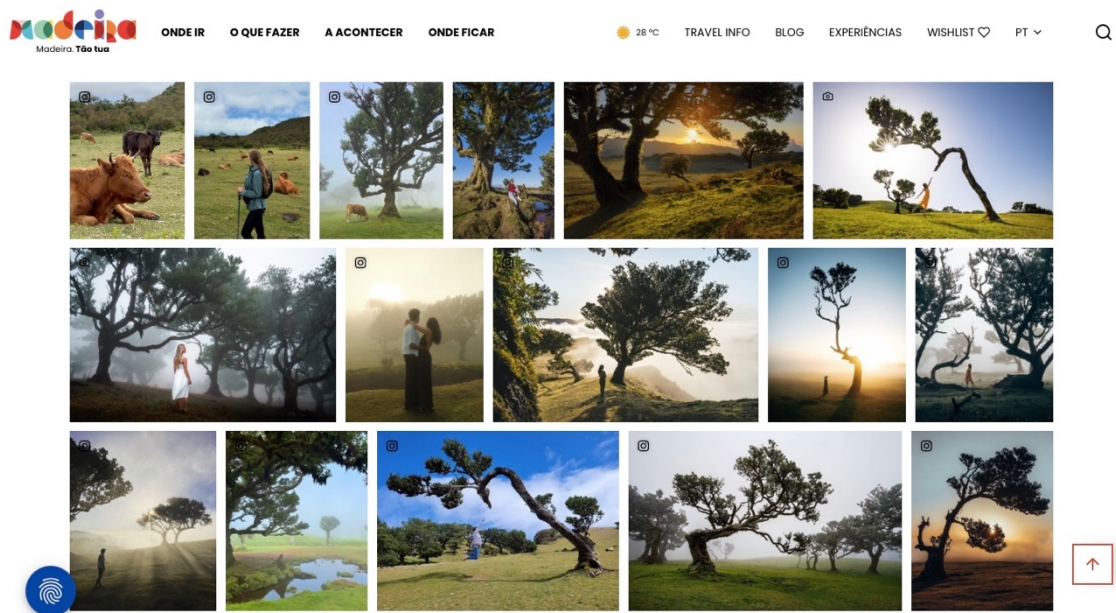 madeira
Madeira. Tão tua
ONDE IR
O QUE FAZER
A ACONTECER
ONDE FICAR
28 ºC
TRAVEL INFO
BLOG
EXPERIÊNCIAS
WISHLIST
PT